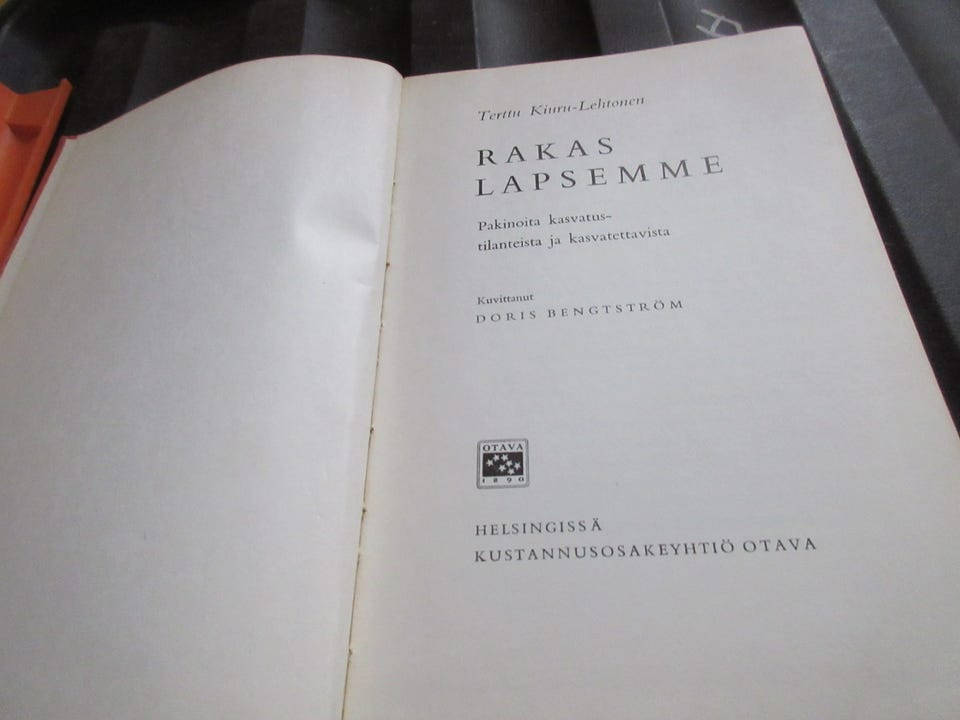 Terttu Kiuru-Lehtonen
RAKAS
LAPSEMME
Pakinoita kasvatus-
tilanteista ja kasvatettavista
Kuvittanut
DORIS BENGTSTRÖM
OTAVA
1890
HELSINGISSÄ
KUSTANNUSOSAKEYHTIÖ OTAVA